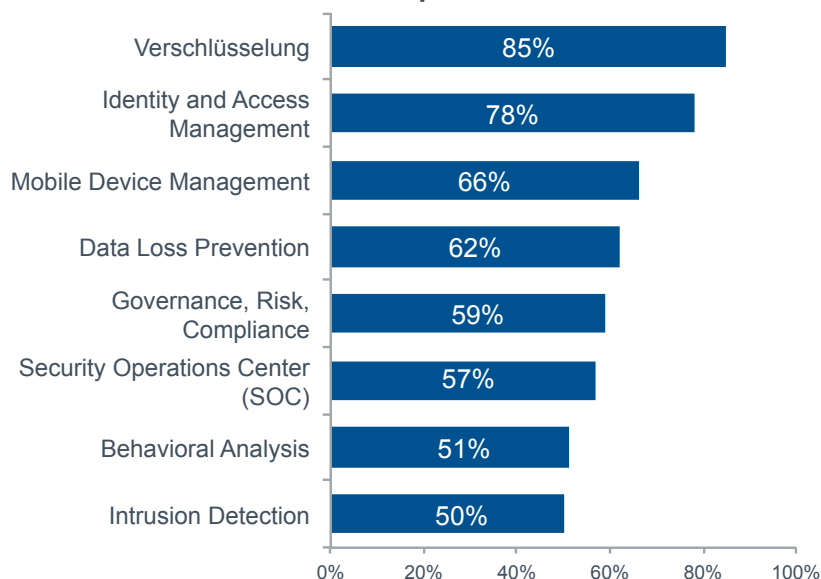 Verschlüsselung
85%
Identity and Access
Management
78%
Mobile Device Management
66%
Data Loss Prevention
62%
Governance, Risk,
Compliance
59%
Security Operations Center
(SOC)
57%
Behavioral Analysis
51%
Intrusion Detection
50%
0% 20% 40% 60% 80% 100%